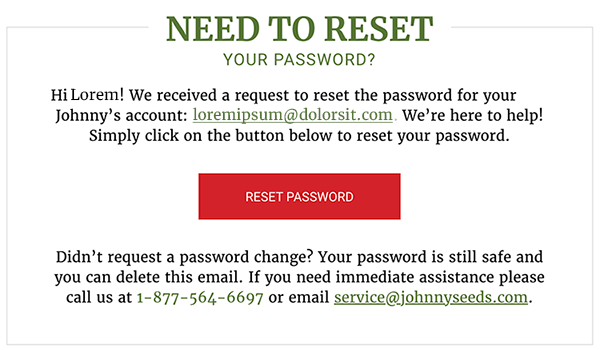 NEED TO RESET
YOUR PASSWORD?
Hi Lorem! We received a request to reset the password for your
Johnny’s account: loremipsum@dolorsit.com. We’re here to help!
Simply click on the button below to reset your password.
RESET PASSWORD
Didn’t request a password change? Your password is still safe and
you can delete this email. If you need immediate assistance please
call us at 1-877-564-6697 or email service@johnnyseeds.com.